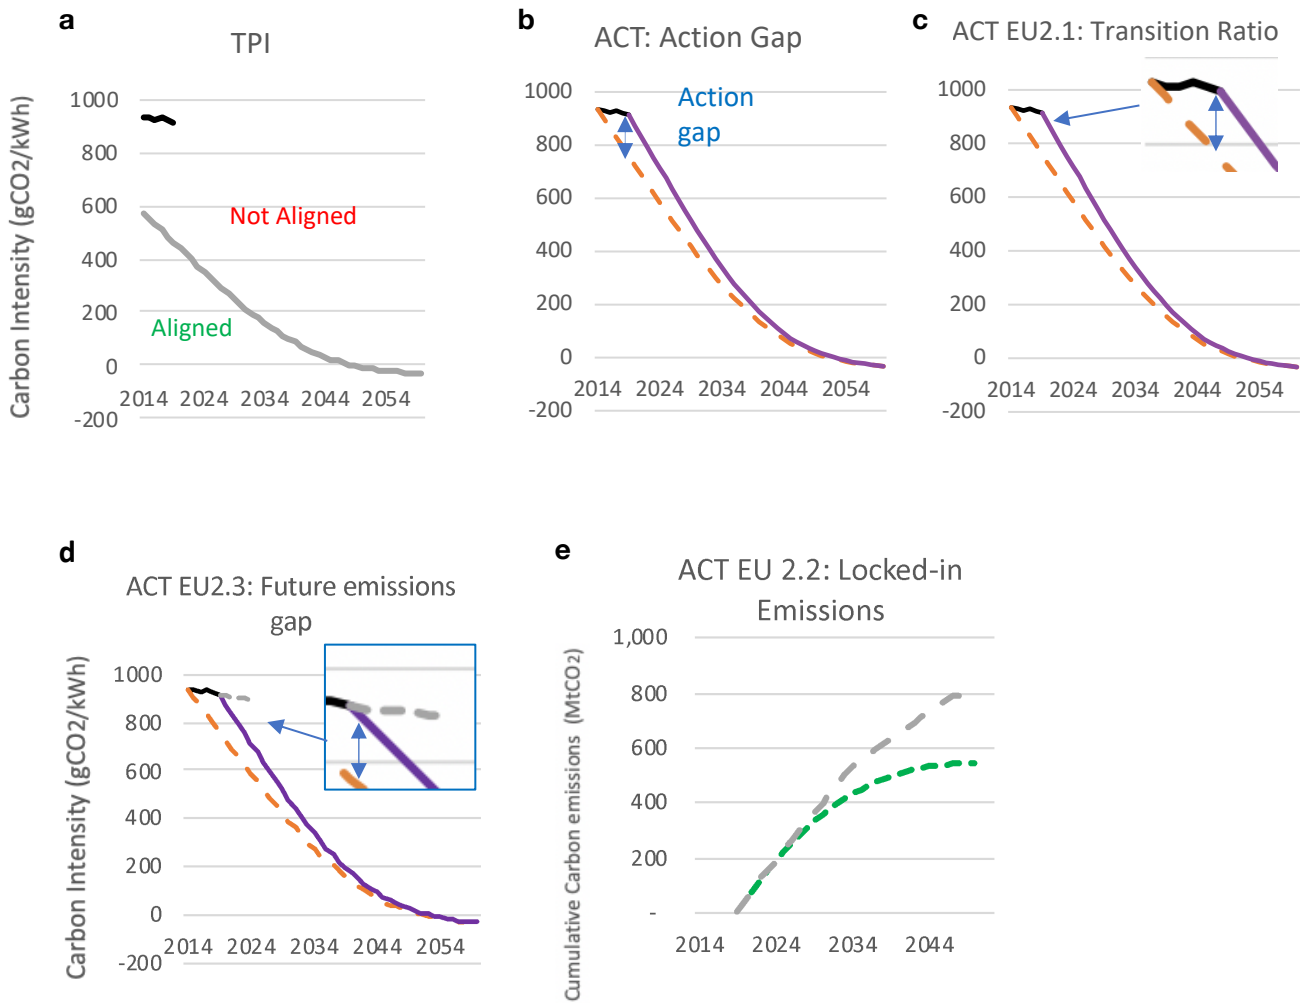 a
TPI
Carbon Intensity (gCO2/kWh)
1000
800
600
400
200
0
-200
2014 2024 2034 2044 2054
Not Aligned
Aligned
b
ACT: Action Gap
1000
800
600
400
200
0
-200
2014 2024 2034 2044 2054
Action
gap
c
ACT EU2.1: Transition Ratio
1000
800
600
400
200
0
-200
2014 2024 2034 2044 2054
d
ACT EU2.3: Future emissions
gap
Carbon Intensity (gCO2/kWh)
1000
800
600
400
200
0
-200
2014 2024 2034 2044 2054
e
ACT EU 2.2: Locked-in
Emissions
Cumulative Carbon emissions (MtCO2)
1,000
800
600
400
200
-
2014 2024 2034 2044